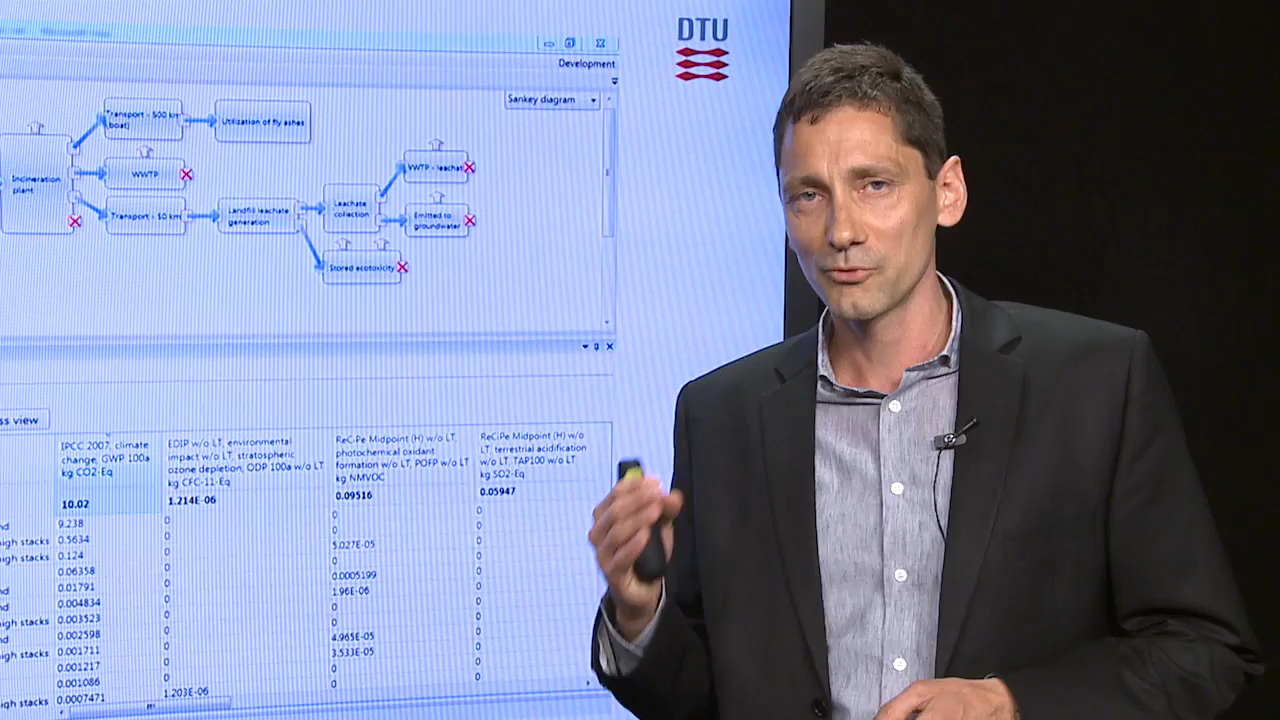 DTU
Development
Sankey diagram
Transport - 500 km
(boat)
Utilization of fly ashes
Incineration
plant
WWTP
Transport - 50 km
Landfill leachate
generation
Leachate
collection
WWTP - leachat
Emitted to
groundwater
Stored ecotoxicity
ss view
IPCC 2007, climate
change, GWP 100a
kg CO2-Eq
EDIP w/o LT, environmental
impact w/o LT, stratospheric
ozone depletion, ODP 100a w/o LT
kg CFC-11-Eq
ReCiPe Midpoint (H) w/o LT,
photochemical oxidant
formation w/o LT, POFP w/o LT
kg NMVOC
ReCiPe Midpoint (H) w/o
LT, terrestrial acidification
w/o LT, TAP100 w/o LT
kg SO2-Eq
10.02 1.214E-06 0.09516 0.05947
nd 9.238 0 0 0
high stacks 0.5634 0 0 0
high stacks 0.124 0 5.027E-05 0
0.06358 0 0 0
nd 0.01791 0 0.0005199 0
nd 0.004834 0 1.96E-06 0
high stacks 0.003523 0 0 0
nd 0.002598 0 0 0
high stacks 0.001711 0 4.965E-05 0
0.001217 0 3.533E-05 0
0.001086 0 0 0
high stacks 0.0007471 1.203E-06 0 0